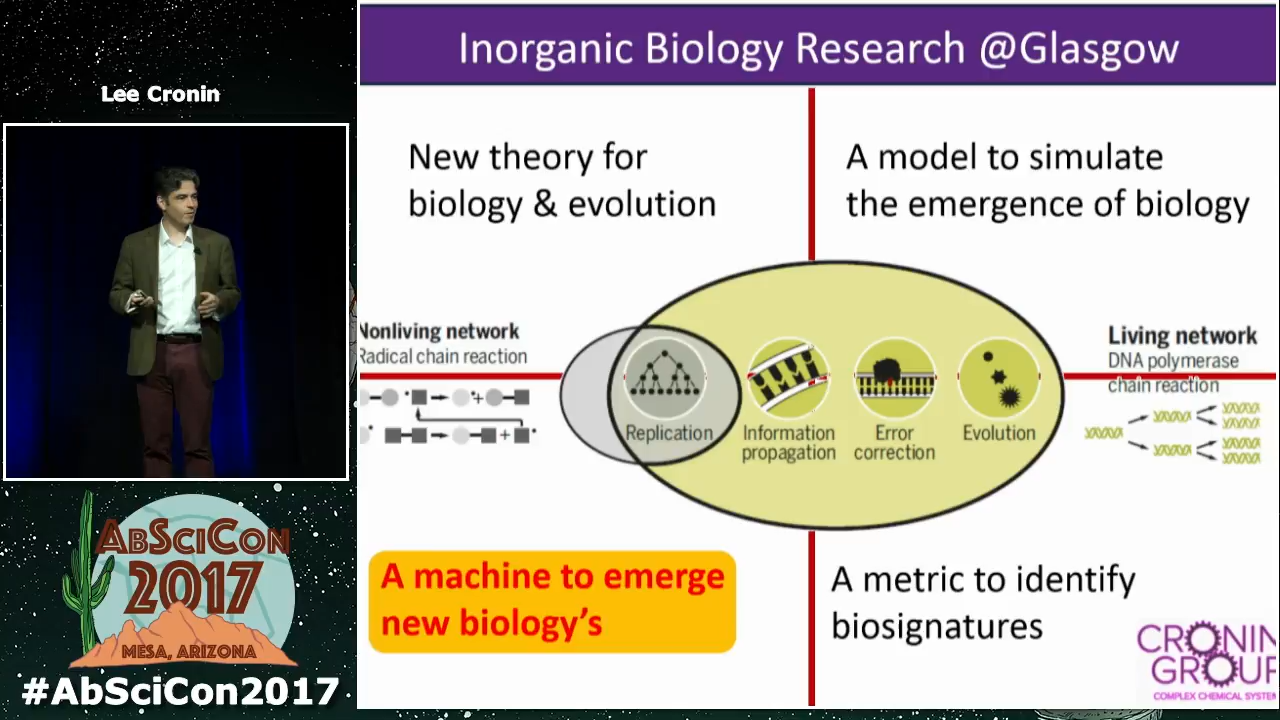 Inorganic Biology Research @Glasgow
Lee Cronin
New theory for
biology & evolution
A model to simulate
the emergence of biology
Nonliving network
Radical chain reaction
Living network
DNA polymerase
chain reaction
Replication
Information
propagation
Error
correction
Evolution
A machine to emerge
new biology's
A metric to identify
biosignatures
CRONIN
GROUP
COMPLEX CHEMICAL SYSTEM
ABSCICON
2017
MESA, ARIZONA
#AbSciCon2017